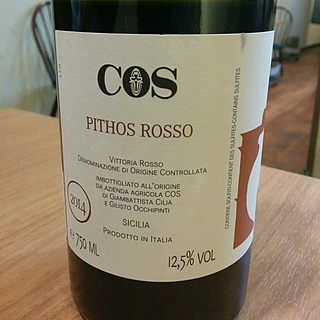 COS
PITHOS ROSSO
VITTORIA ROSSO
DENOMINAZIONE DI ORIGINE CONTROLLATA
IMBOTTIGLIATO ALL'ORIGINE
DA AZIENDA AGRICOLA COS
DI GIAMBATTISTA CILIA
E GIUSTO OCCHIPINTI
2014
SICILIA
PRODOTTO IN ITALIA
e 750 ML
12,5% VOL
CONTIENE SOLFITI-CONTIENT DES SULFITES-CONTAINS SULFITES